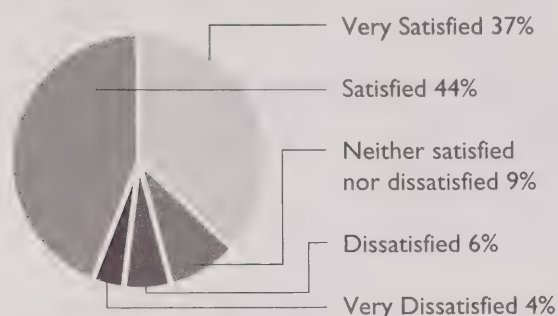 Very Satisfied 37%
Satisfied 44%
Neither satisfied
nor dissatisfied 9%
Dissatisfied 6%
Very Dissatisfied 4%